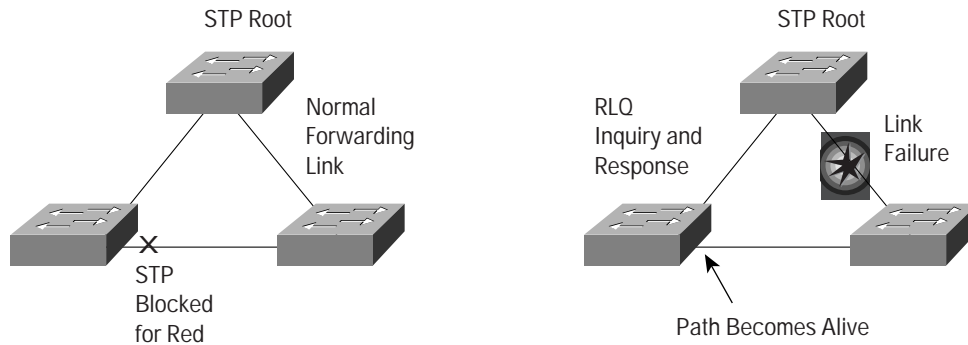 STP Root
Normal
Forwarding
Link
STP
Blocked
for Red
STP Root
RLQ
Inquiry and
Response
Link
Failure
Path Becomes Alive